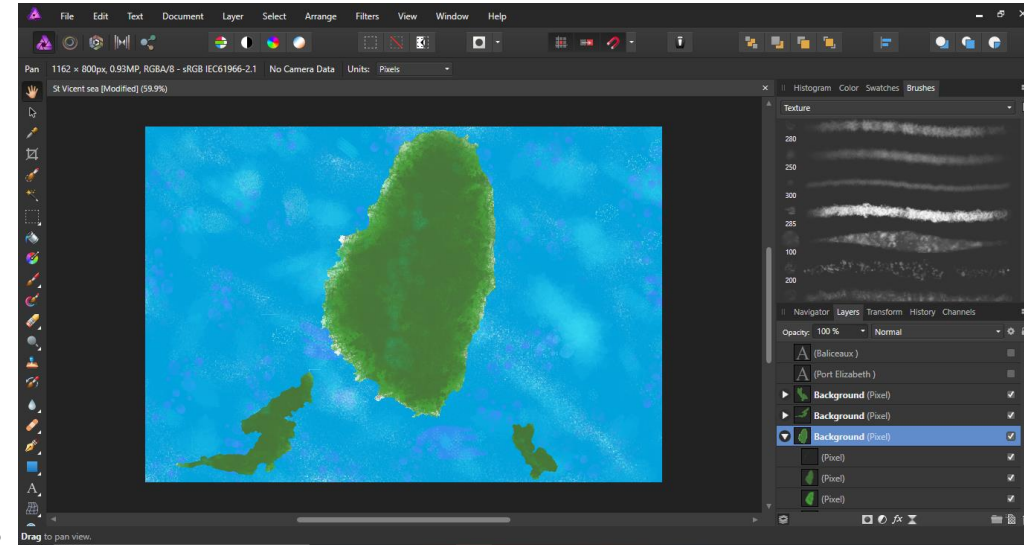 File Edit Text Document Layer Select Arrange Filters View Window Help
Pan 1162 × 800px, 0.93MP, RGBA/8 - sRGB IEC61966-2.1 No Camera Data Units: Pixels
St Vicent sea [Modified] (59.9%)
Histogram Color Swatches Brushes
Texture
280
250
300
285
100
200
Navigator Layers Transform History Channels
Opacity: 100 % Normal
A (Baliceaux )
A (Port Elizabeth )
Background (Pixel)
Background (Pixel)
Background (Pixel)
(Pixel)
(Pixel)
(Pixel)
fx
Drag to pan view.